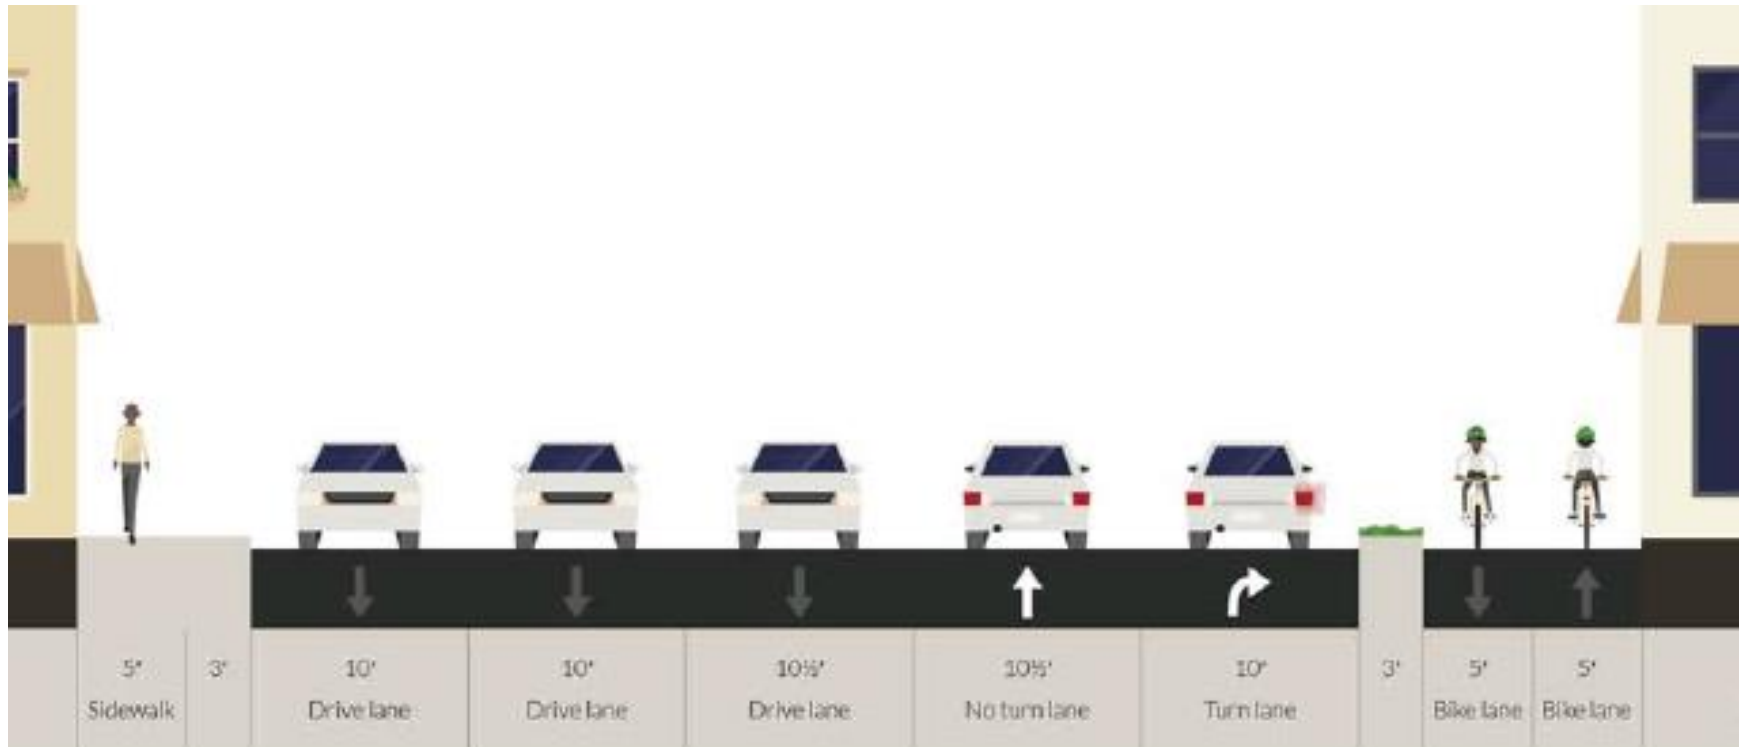 5' 3' 10' 10' 10½' 10½' 10' 3' 5' 5'
Sidewalk Drive lane Drive lane Drive lane No turn lane Turn lane Bike lane Bike lane